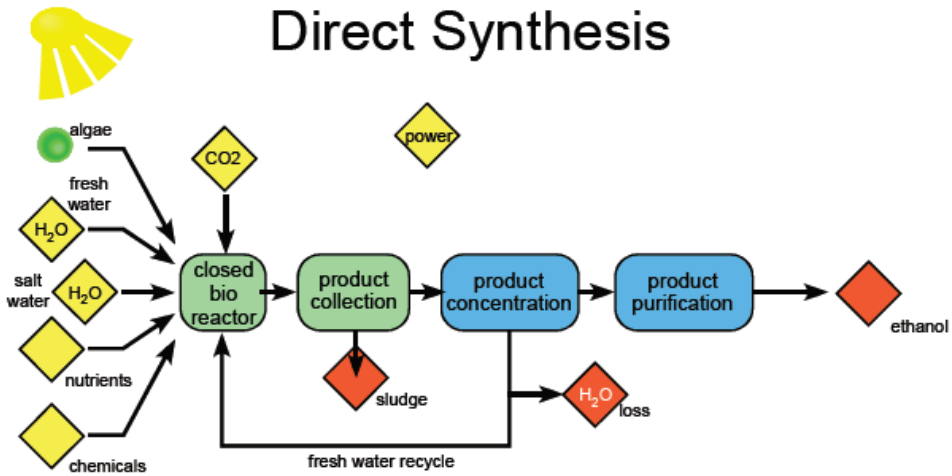 Direct Synthesis
algae
power
CO2
fresh
water
H₂O
salt
water
H₂O
closed
bio
reactor
product
collection
product
concentration
product
purification
ethanol
nutrients
sludge
H₂O
loss
chemicals
fresh water recycle